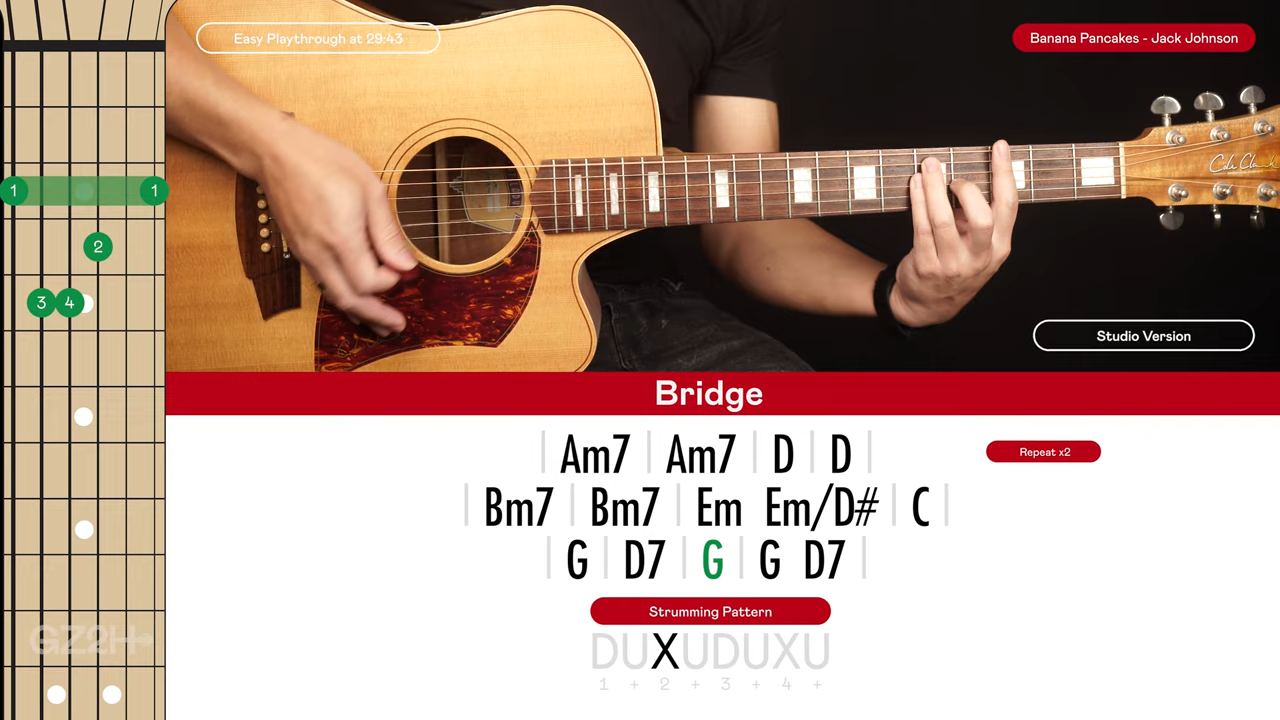 Easy Playthrough at 29:43
Banana Pancakes - Jack Johnson
1 1
2
3 4
Studio Version
Bridge
| Am7 | Am7 | D | D |
Repeat x2
| Bm7 | Bm7 | Em Em/D# | C |
| G | D7 | G | G D7 |
Strumming Pattern
DUXUDUXU
1 + 2 + 3 + 4 +
GZ2H